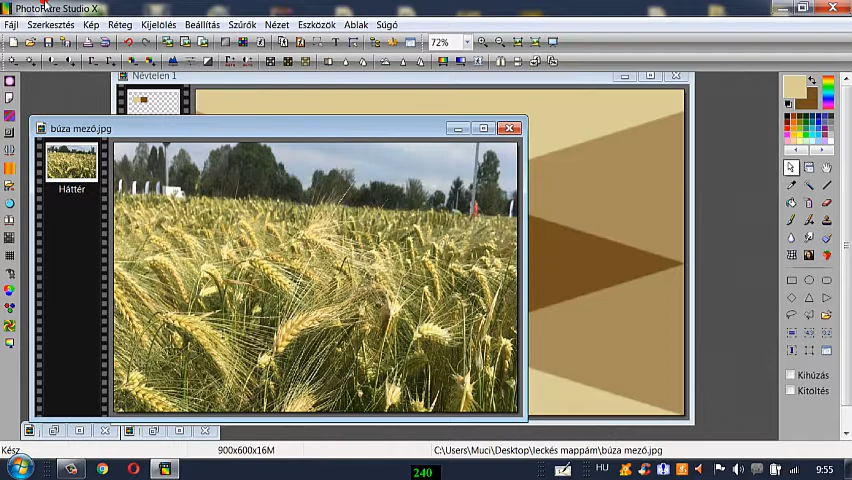 PhotoFiltre Studio X
Fájl Szerkesztés Kép Réteg Kijelölés Beállítás Szűrők Nézet Eszközök Ablak Súgó
72%
Névtelen 1
búza mező.jpg
Háttér
Kihúzás
Kitöltés
Kész 900x600x16M C:\Users\Muci\Desktop\leckés mappám\búza mező.jpg
240
HU
9:55